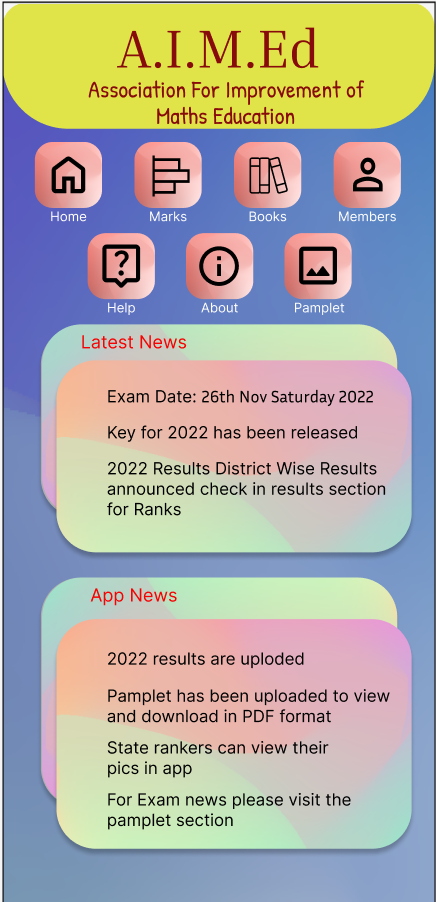 A.I.M.Ed
Association For Improvement of
Maths Education
Home Marks Books Members
Help About Pamplet
Latest News
Exam Date: 26th Nov Saturday 2022
Key for 2022 has been released
2022 Results District Wise Results
announced check in results section
for Ranks
App News
2022 results are uploded
Pamplet has been uploaded to view
and download in PDF format
State rankers can view their
pics in app
For Exam news please visit the
pamplet section